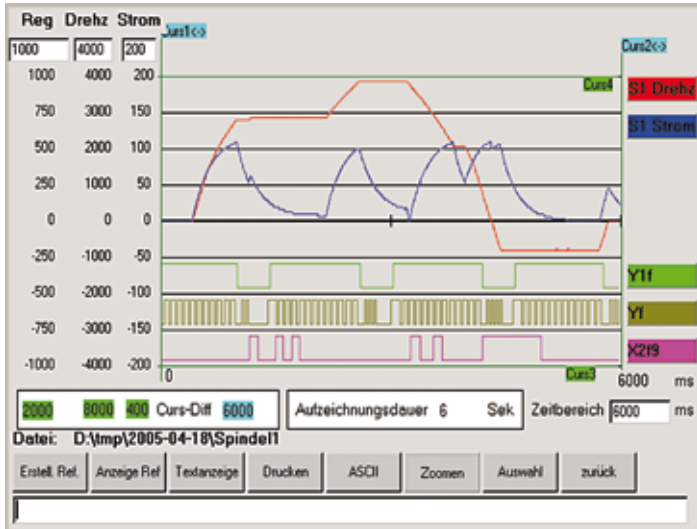 Reg Drehz Strom
Curs1<->
1000 4000 200
Curs2<->
1000 4000 200
Curs4
S1 Drehz
750 3000 150
S1 Strom
500 2000 100
250 1000 50
0 0 0
-250 -1000 -50
Y1f
-500 -2000 -100
Yf
-750 -3000 -150
X2f9
-1000 -4000 -200
0
Curs3
6000 ms
2000 8000 400 Curs-Diff 6000
Aufzeichnungsdauer 6 Sek
Zeitbereich 6000 ms
Datei: D:\tmp\2005-04-18\Spindel1
Erstell. Ref. Anzeige Ref Textanzeige Drucken ASCII Zoomen Auswahl zurück